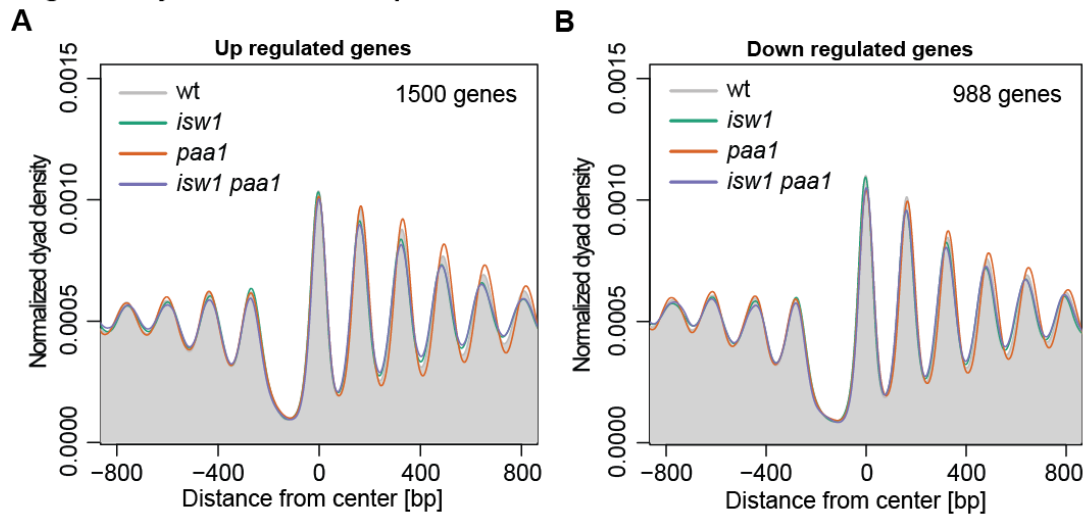 A
Up regulated genes
Normalized dyad density
0.0015
0.0010
0.0005
0.0000
wt
isw1
paa1
isw1 paa1
1500 genes
−800
−400
0
400
800
Distance from center [bp]
B
Down regulated genes
Normalized dyad density
0.0015
0.0010
0.0005
0.0000
wt
isw1
paa1
isw1 paa1
988 genes
−800
−400
0
400
800
Distance from center [bp]